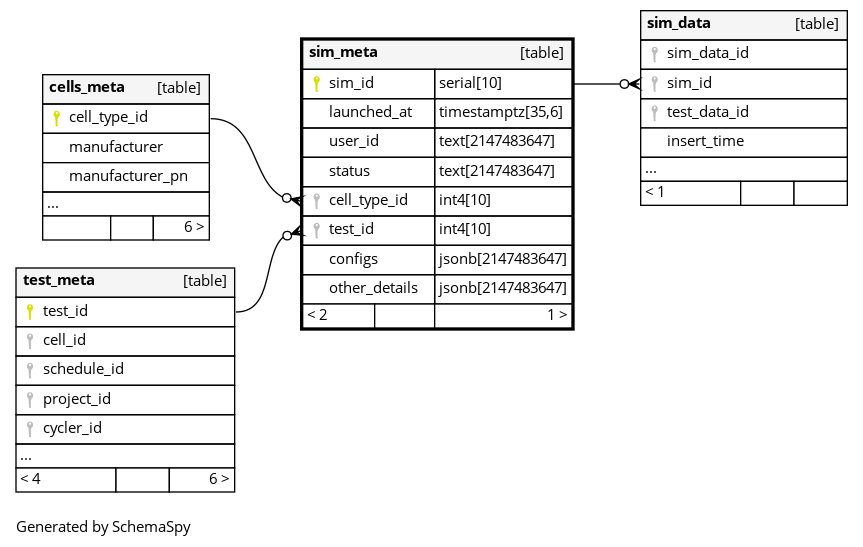 cells_meta [table]
cell_type_id
manufacturer
manufacturer_pn
...
6 >
test_meta [table]
test_id
cell_id
schedule_id
project_id
cycler_id
...
< 4 6 >
sim_meta [table]
sim_id serial[10]
launched_at timestamptz[35,6]
user_id text[2147483647]
status text[2147483647]
cell_type_id int4[10]
test_id int4[10]
configs jsonb[2147483647]
other_details jsonb[2147483647]
< 2 1 >
sim_data [table]
sim_data_id
sim_id
test_data_id
insert_time
...
< 1
Generated by SchemaSpy